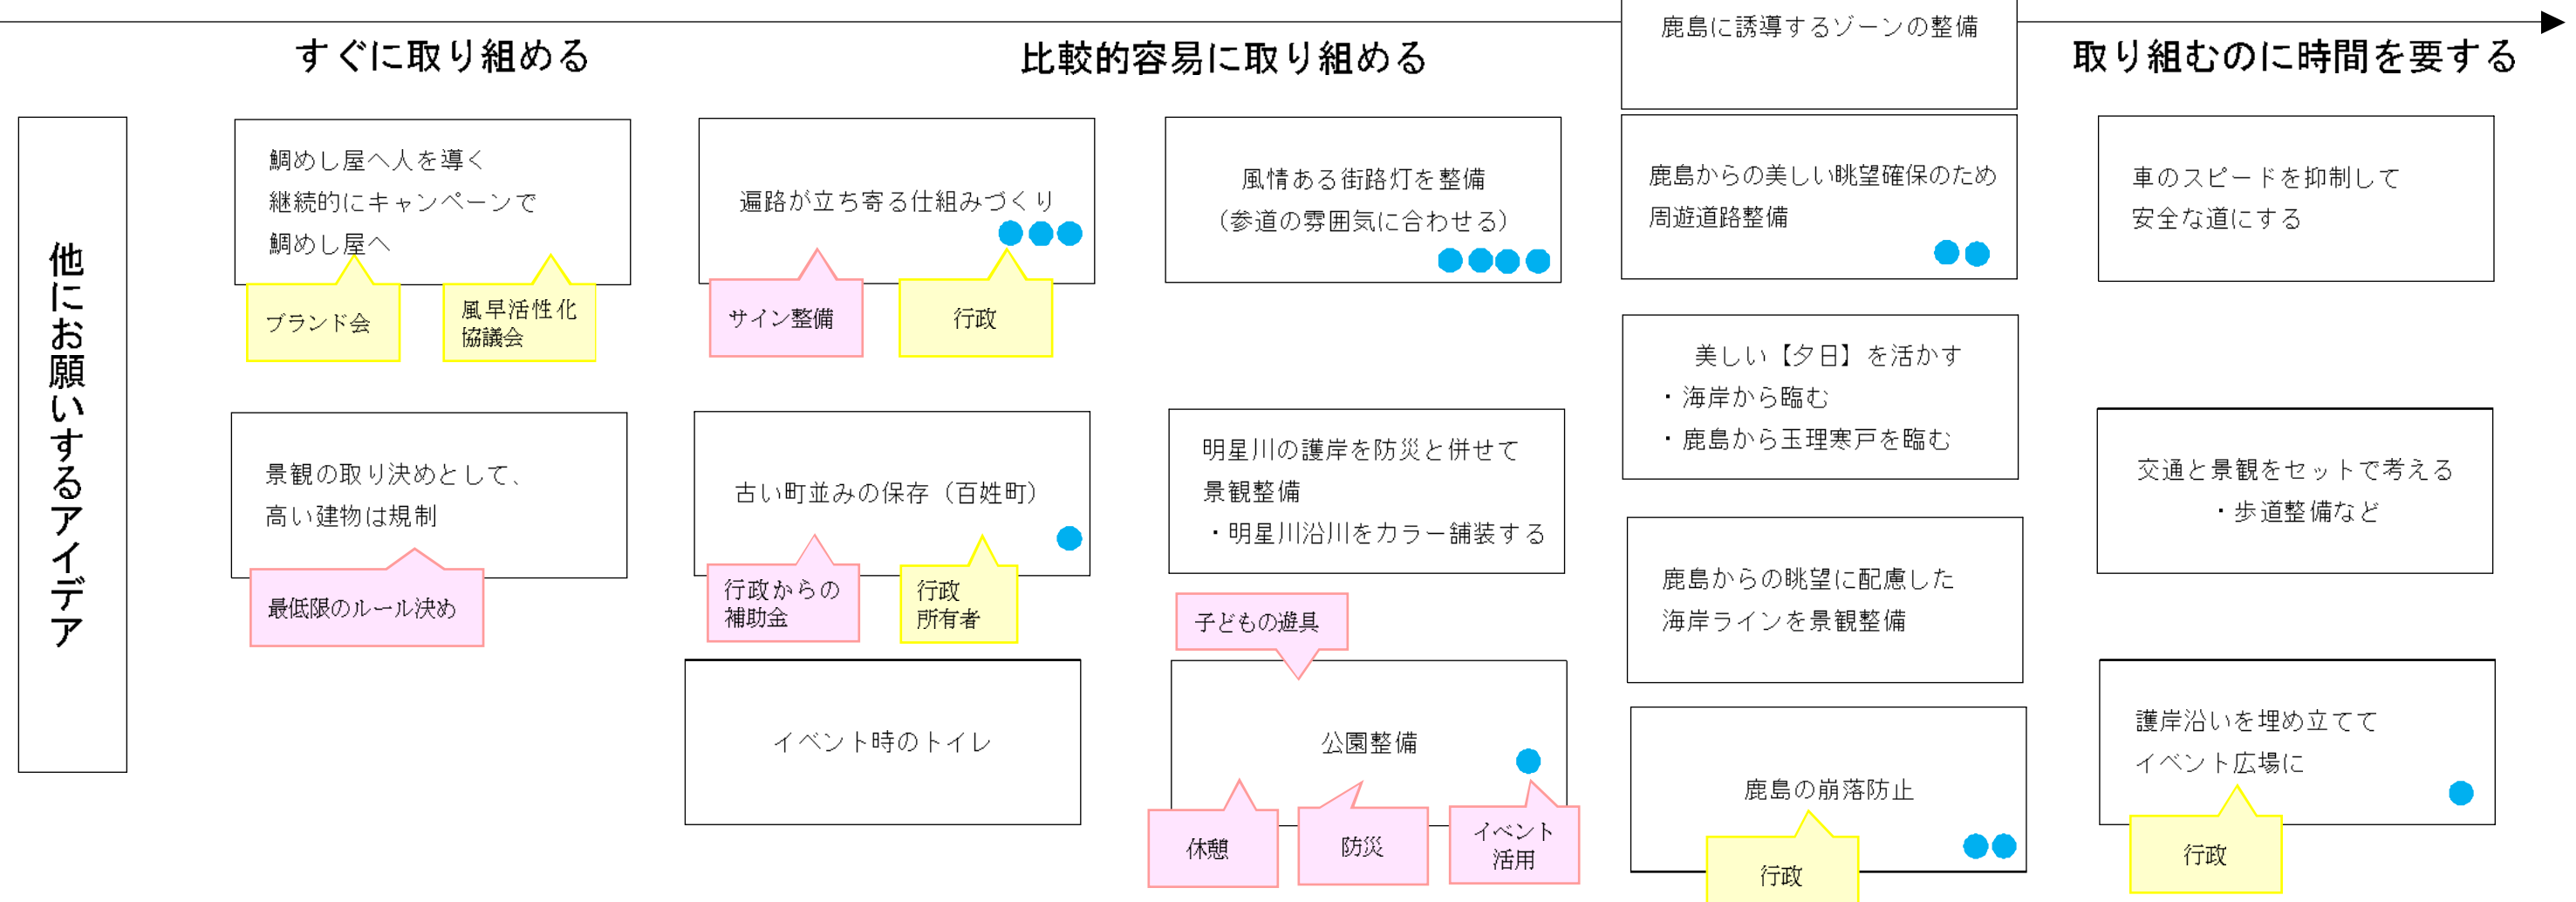 鹿島に誘導するゾーンの整備
すぐに取り組める
比較的容易に取り組める
取り組むのに時間を要する
他にお願いするアイデア
鯛めし屋へ人を導く
継続的にキャンペーンで
鯛めし屋へ
ブランド会
風早活性化
協議会
景観の取り決めとして、
高い建物は規制
最低限のルール決め
遍路が立ち寄る仕組みづくり
サイン整備
行政
古い町並みの保存（百姓町）
行政からの
補助金
行政
所有者
イベント時のトイレ
風情ある街路灯を整備
（参道の雰囲気に合わせる）
明星川の護岸を防災と併せて
景観整備
・明星川沿川をカラー舗装する
子どもの遊具
公園整備
休憩
防災
イベント
活用
鹿島からの美しい眺望確保のため
周遊道路整備
美しい【夕日】を活かす
・海岸から臨む
・鹿島から玉理寒戸を臨む
鹿島からの眺望に配慮した
海岸ラインを景観整備
鹿島の崩落防止
行政
車のスピードを抑制して
安全な道にする
交通と景観をセットで考える
・歩道整備など
護岸沿いを埋め立てて
イベント広場に
行政